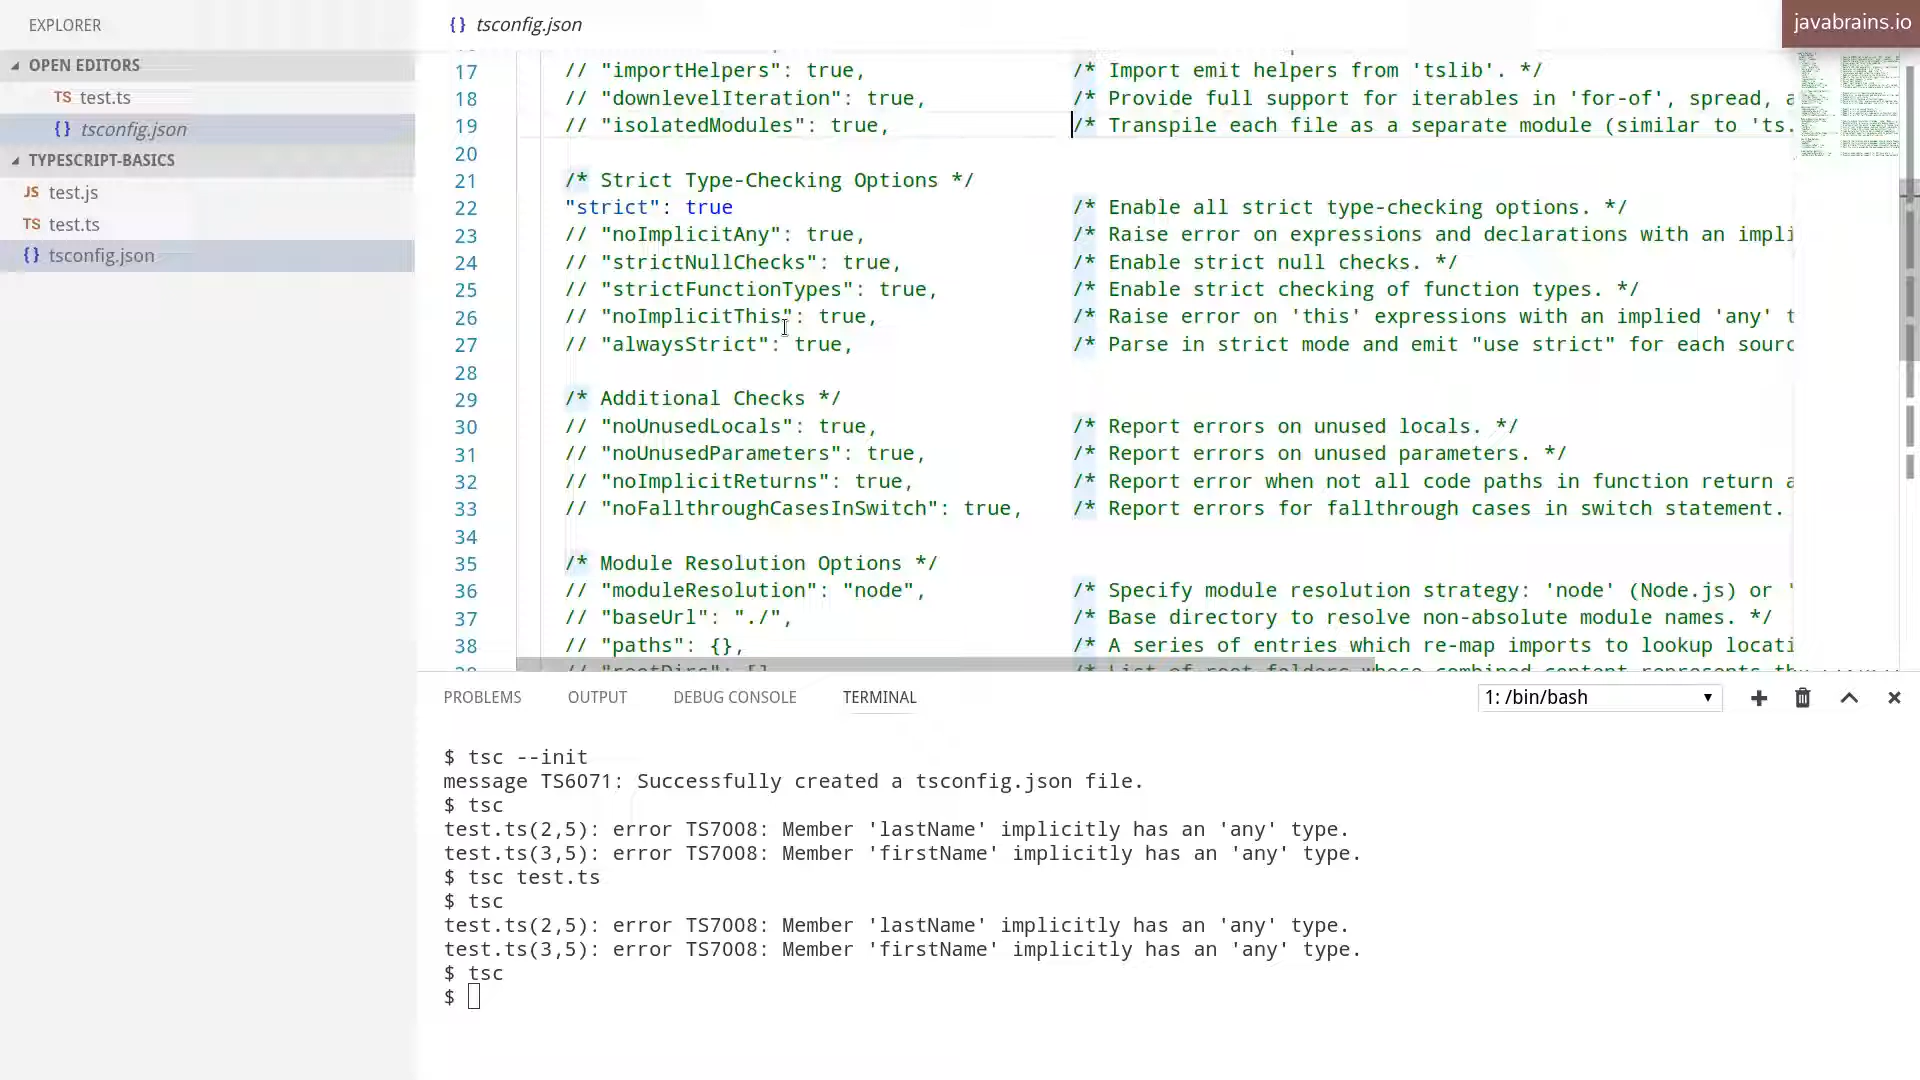 EXPLORER
OPEN EDITORS
TS test.ts
{} tsconfig.json
TYPESCRIPT-BASICS
JS test.js
TS test.ts
{} tsconfig.json
{} tsconfig.json
javabrains.io
17 // "importHelpers": true, /* Import emit helpers from 'tslib'. */
18 // "downlevelIteration": true, /* Provide full support for iterables in 'for-of', spread, a
19 // "isolatedModules": true, /* Transpile each file as a separate module (similar to 'ts.
20
21 /* Strict Type-Checking Options */
22 "strict": true /* Enable all strict type-checking options. */
23 // "noImplicitAny": true, /* Raise error on expressions and declarations with an impli
24 // "strictNullChecks": true, /* Enable strict null checks. */
25 // "strictFunctionTypes": true, /* Enable strict checking of function types. */
26 // "noImplicitThis": true, /* Raise error on 'this' expressions with an implied 'any' t
27 // "alwaysStrict": true, /* Parse in strict mode and emit "use strict" for each sourc
28
29 /* Additional Checks */
30 // "noUnusedLocals": true, /* Report errors on unused locals. */
31 // "noUnusedParameters": true, /* Report errors on unused parameters. */
32 // "noImplicitReturns": true, /* Report error when not all code paths in function return a
33 // "noFallthroughCasesInSwitch": true, /* Report errors for fallthrough cases in switch statement.
34
35 /* Module Resolution Options */
36 // "moduleResolution": "node", /* Specify module resolution strategy: 'node' (Node.js) or '
37 // "baseUrl": "./", /* Base directory to resolve non-absolute module names. */
38 // "paths": {}, /* A series of entries which re-map imports to lookup locati
PROBLEMS OUTPUT DEBUG CONSOLE TERMINAL 1: /bin/bash
$ tsc --init
message TS6071: Successfully created a tsconfig.json file.
$ tsc
test.ts(2,5): error TS7008: Member 'lastName' implicitly has an 'any' type.
test.ts(3,5): error TS7008: Member 'firstName' implicitly has an 'any' type.
$ tsc test.ts
$ tsc
test.ts(2,5): error TS7008: Member 'lastName' implicitly has an 'any' type.
test.ts(3,5): error TS7008: Member 'firstName' implicitly has an 'any' type.
$ tsc
$